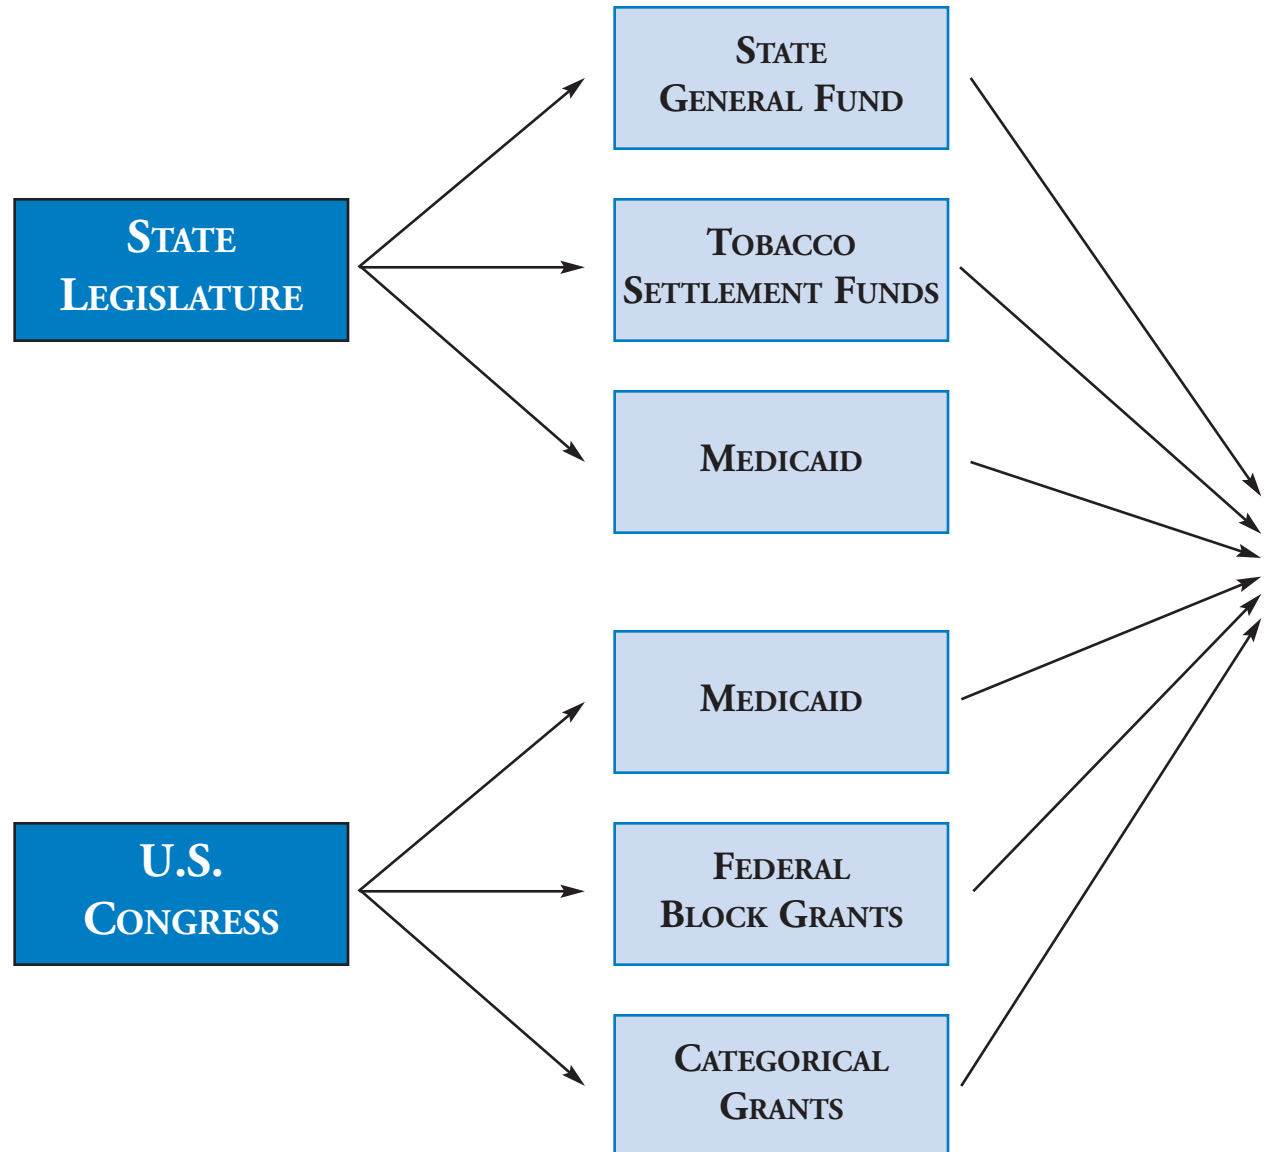 STATE
GENERAL FUND
STATE
LEGISLATURE
TOBACCO
SETTLEMENT FUNDS
MEDICAID
MEDICAID
U.S.
CONGRESS
FEDERAL
BLOCK GRANTS
CATEGORICAL
GRANTS